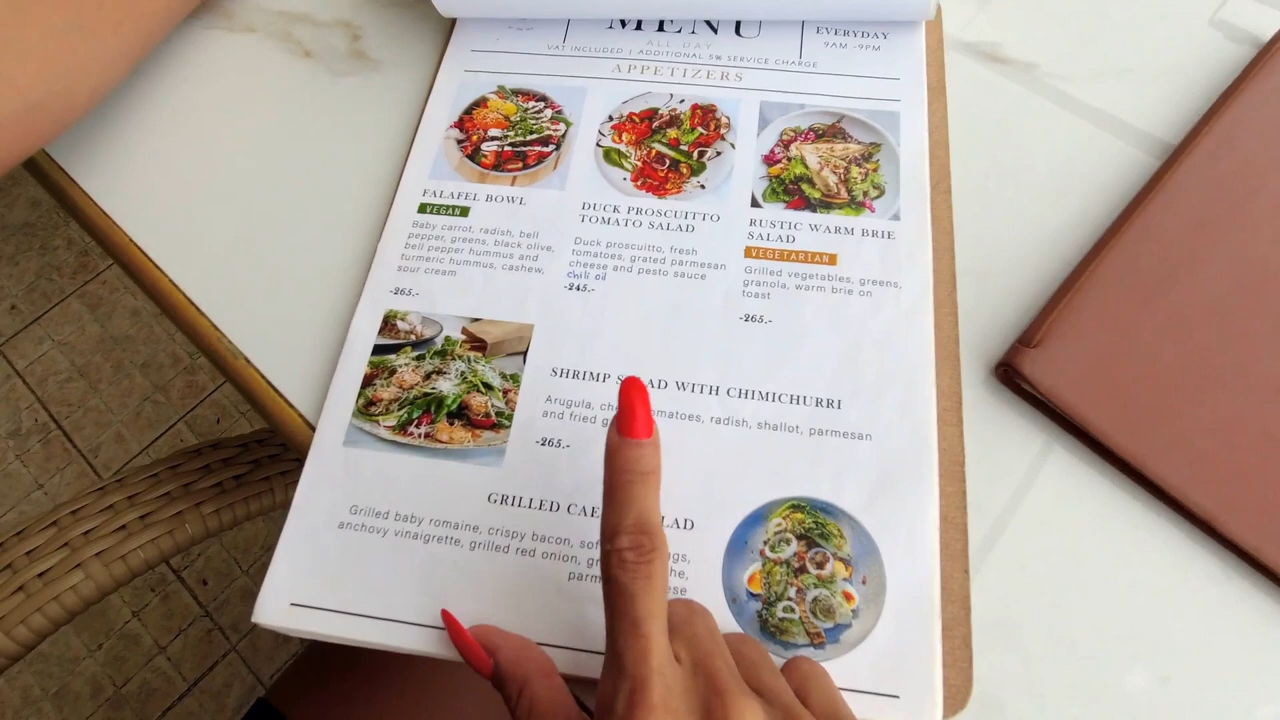 MENU
ALL DAY
VAT INCLUDED | ADDITIONAL 5% SERVICE CHARGE
EVERYDAY
9AM -9PM
APPETIZERS
FALAFEL BOWL
VEGAN
Baby carrot, radish, bell
pepper, greens, black olive,
bell pepper hummus and
turmeric hummus, cashew,
sour cream
-265.-
DUCK PROSCUITTO
TOMATO SALAD
Duck proscuitto, fresh
tomatoes, grated parmesan
cheese and pesto sauce
chili oil
-245.-
RUSTIC WARM BRIE
SALAD
VEGETARIAN
Grilled vegetables, greens,
granola, warm brie on
toast
-265.-
SHRIMP WITH CHIMICHURRI
Arugula, radish, shallot, parmesan
and fried
-265.-
GRILLED
Grilled baby romaine, crispy bacon,
anchovy vinaigrette, grilled red onion,